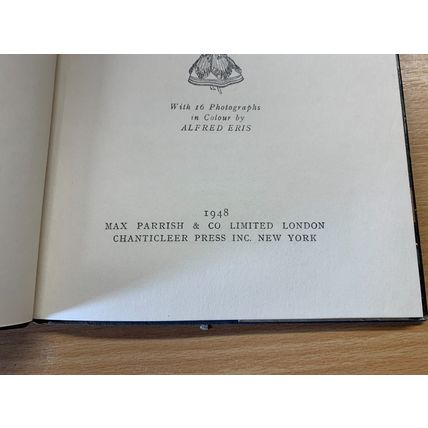 With 16 Photographs
in Colour by
ALFRED ERIS
1948
MAX PARRISH & CO LIMITED LONDON
CHANTICLEER PRESS INC. NEW YORK